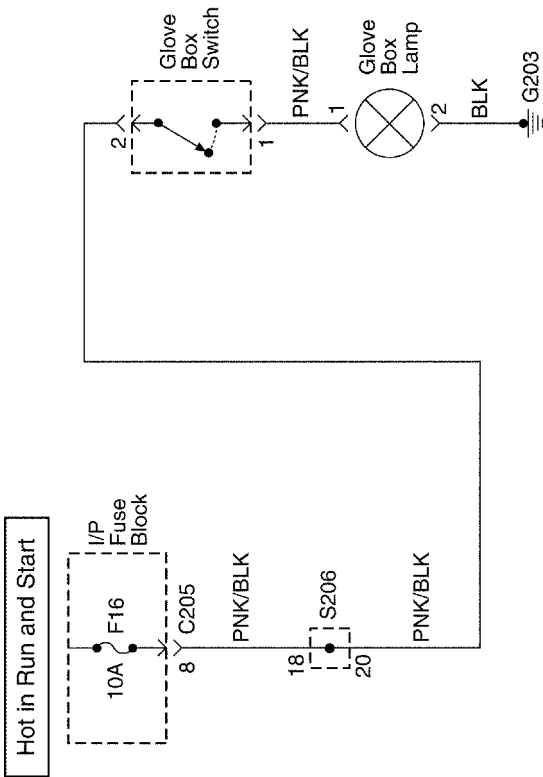 Hot in Run and Start
I/P
Fuse
Block
F16
10A
C205
8
PNK/BLK
S206
18
20
PNK/BLK
Glove
Box
Switch
2
1
PNK/BLK
Glove
Box
Lamp
1
2
BLK
G203